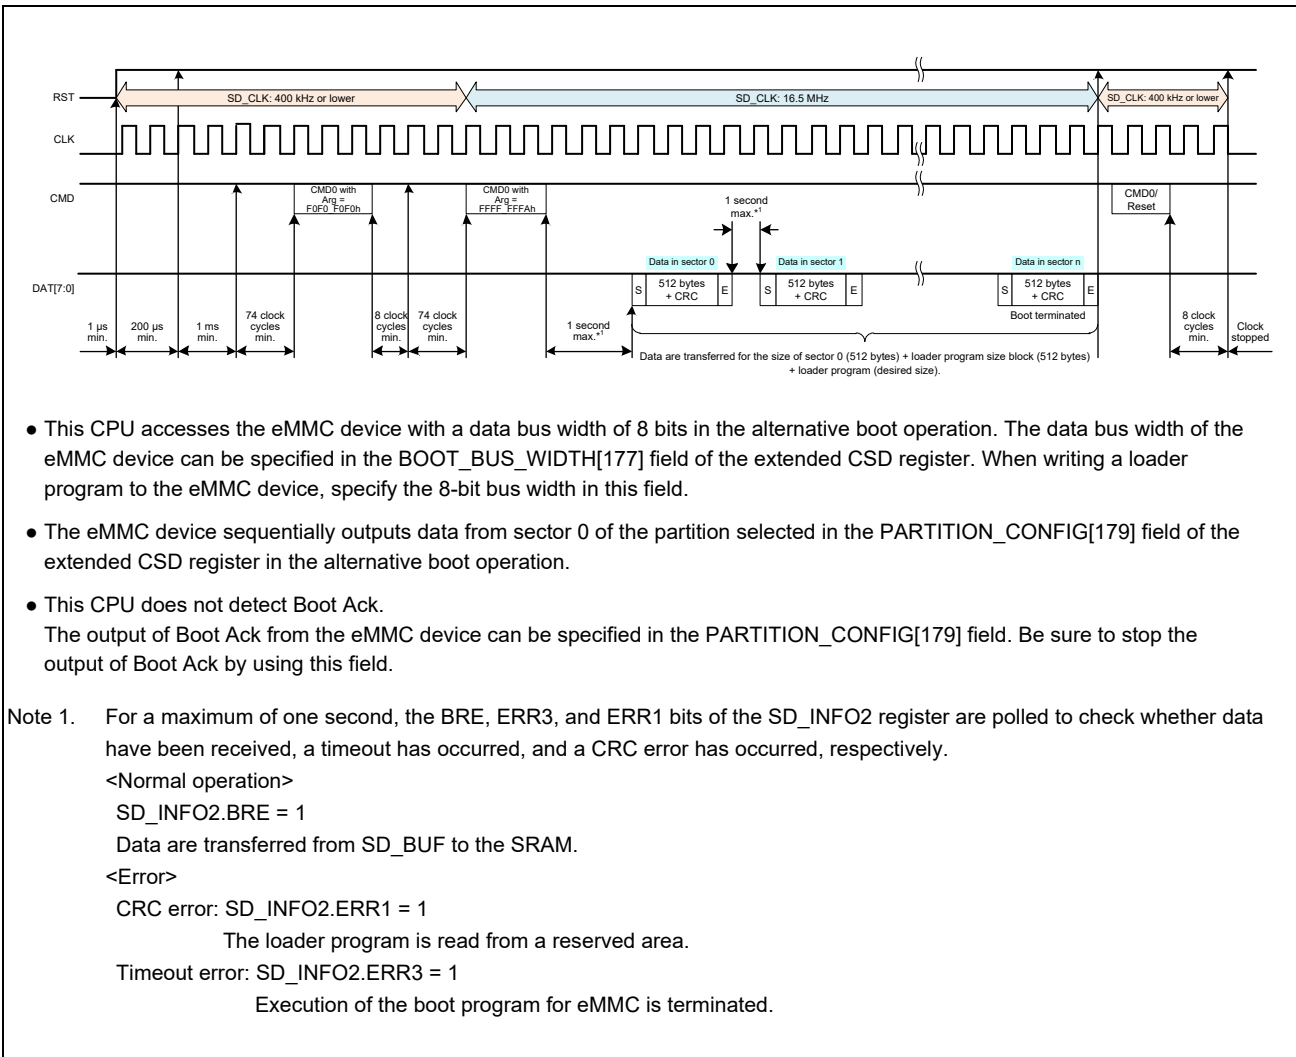 RST
SD_CLK: 400 kHz or lower
SD_CLK: 16.5 MHz
SD_CLK: 400 kHz or lower
CLK
CMD
CMD0 with
Arg =
F0F0_F0F0h
CMD0 with
Arg =
FFFF_FFFAh
1 second
max.*1
CMD0/
Reset
DAT[7:0]
Data in sector 0
S
512 bytes
+ CRC
E
Data in sector 1
S
512 bytes
+ CRC
E
Data in sector n
S
512 bytes
+ CRC
E
Boot terminated
1 µs
min.
200 µs
min.
1 ms
min.
74 clock
cycles
min.
8 clock
cycles
min.
74 clock
cycles
min.
1 second
max.*1
8 clock
cycles
min.
Clock
stopped
Data are transferred for the size of sector 0 (512 bytes) + loader program size block (512 bytes)
+ loader program (desired size).
● This CPU accesses the eMMC device with a data bus width of 8 bits in the alternative boot operation. The data bus width of the
eMMC device can be specified in the BOOT_BUS_WIDTH[177] field of the extended CSD register. When writing a loader
program to the eMMC device, specify the 8-bit bus width in this field.
● The eMMC device sequentially outputs data from sector 0 of the partition selected in the PARTITION_CONFIG[179] field of the
extended CSD register in the alternative boot operation.
● This CPU does not detect Boot Ack.
The output of Boot Ack from the eMMC device can be specified in the PARTITION_CONFIG[179] field. Be sure to stop the
output of Boot Ack by using this field.
Note 1. For a maximum of one second, the BRE, ERR3, and ERR1 bits of the SD_INFO2 register are polled to check whether data
have been received, a timeout has occurred, and a CRC error has occurred, respectively.
<Normal operation>
SD_INFO2.BRE = 1
Data are transferred from SD_BUF to the SRAM.
<Error>
CRC error: SD_INFO2.ERR1 = 1
The loader program is read from a reserved area.
Timeout error: SD_INFO2.ERR3 = 1
Execution of the boot program for eMMC is terminated.